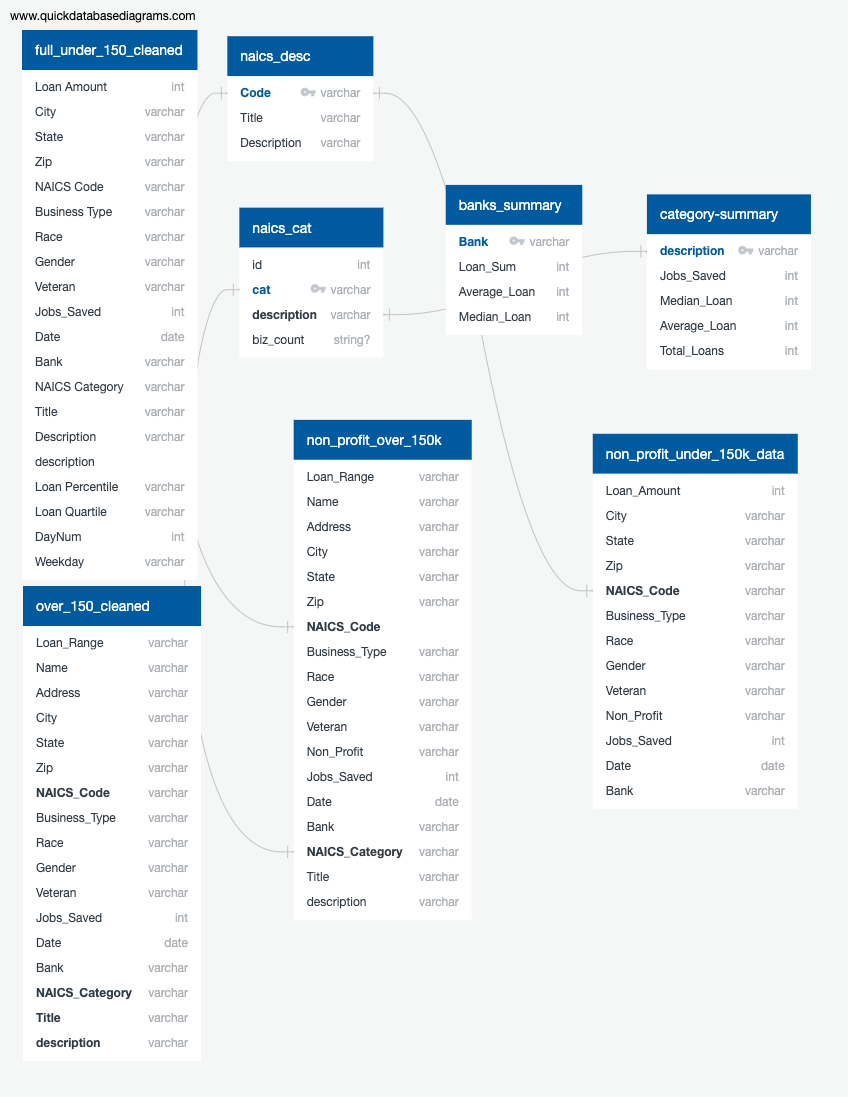 www.quickdatabasediagrams.com
full_under_150_cleaned
Loan Amount int
City varchar
State varchar
Zip varchar
NAICS Code varchar
Business Type varchar
Race varchar
Gender varchar
Veteran varchar
Jobs_Saved int
Date date
Bank varchar
NAICS Category varchar
Title varchar
Description varchar
description
Loan Percentile varchar
Loan Quartile varchar
DayNum int
Weekday varchar
naics_desc
Code varchar
Title varchar
Description varchar
naics_cat
id int
cat varchar
description varchar
biz_count string?
banks_summary
Bank varchar
Loan_Sum int
Average_Loan int
Median_Loan int
category-summary
description varchar
Jobs_Saved int
Median_Loan int
Average_Loan int
Total_Loans int
over_150_cleaned
Loan_Range varchar
Name varchar
Address varchar
City varchar
State varchar
Zip varchar
NAICS_Code varchar
Business_Type varchar
Race varchar
Gender varchar
Veteran varchar
Jobs_Saved int
Date date
Bank varchar
NAICS_Category varchar
Title varchar
description varchar
non_profit_over_150k
Loan_Range varchar
Name varchar
Address varchar
City varchar
State varchar
Zip varchar
NAICS_Code
Business_Type varchar
Race varchar
Gender varchar
Veteran varchar
Non_Profit varchar
Jobs_Saved int
Date date
Bank varchar
NAICS_Category varchar
Title varchar
description varchar
non_profit_under_150k_data
Loan_Amount int
City varchar
State varchar
Zip varchar
NAICS_Code varchar
Business_Type varchar
Race varchar
Gender varchar
Veteran varchar
Non_Profit varchar
Jobs_Saved int
Date date
Bank varchar